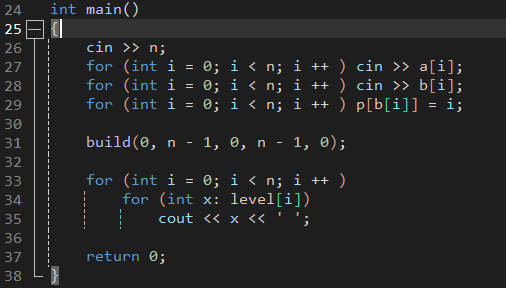 24 int main()
25 {
26     cin >> n;
27     for (int i = 0; i < n; i ++ ) cin >> a[i];
28     for (int i = 0; i < n; i ++ ) cin >> b[i];
29     for (int i = 0; i < n; i ++ ) p[b[i]] = i;
30
31     build(0, n - 1, 0, n - 1, 0);
32
33     for (int i = 0; i < n; i ++ )
34         for (int x: level[i])
35             cout << x << ' ';
36
37     return 0;
38 }